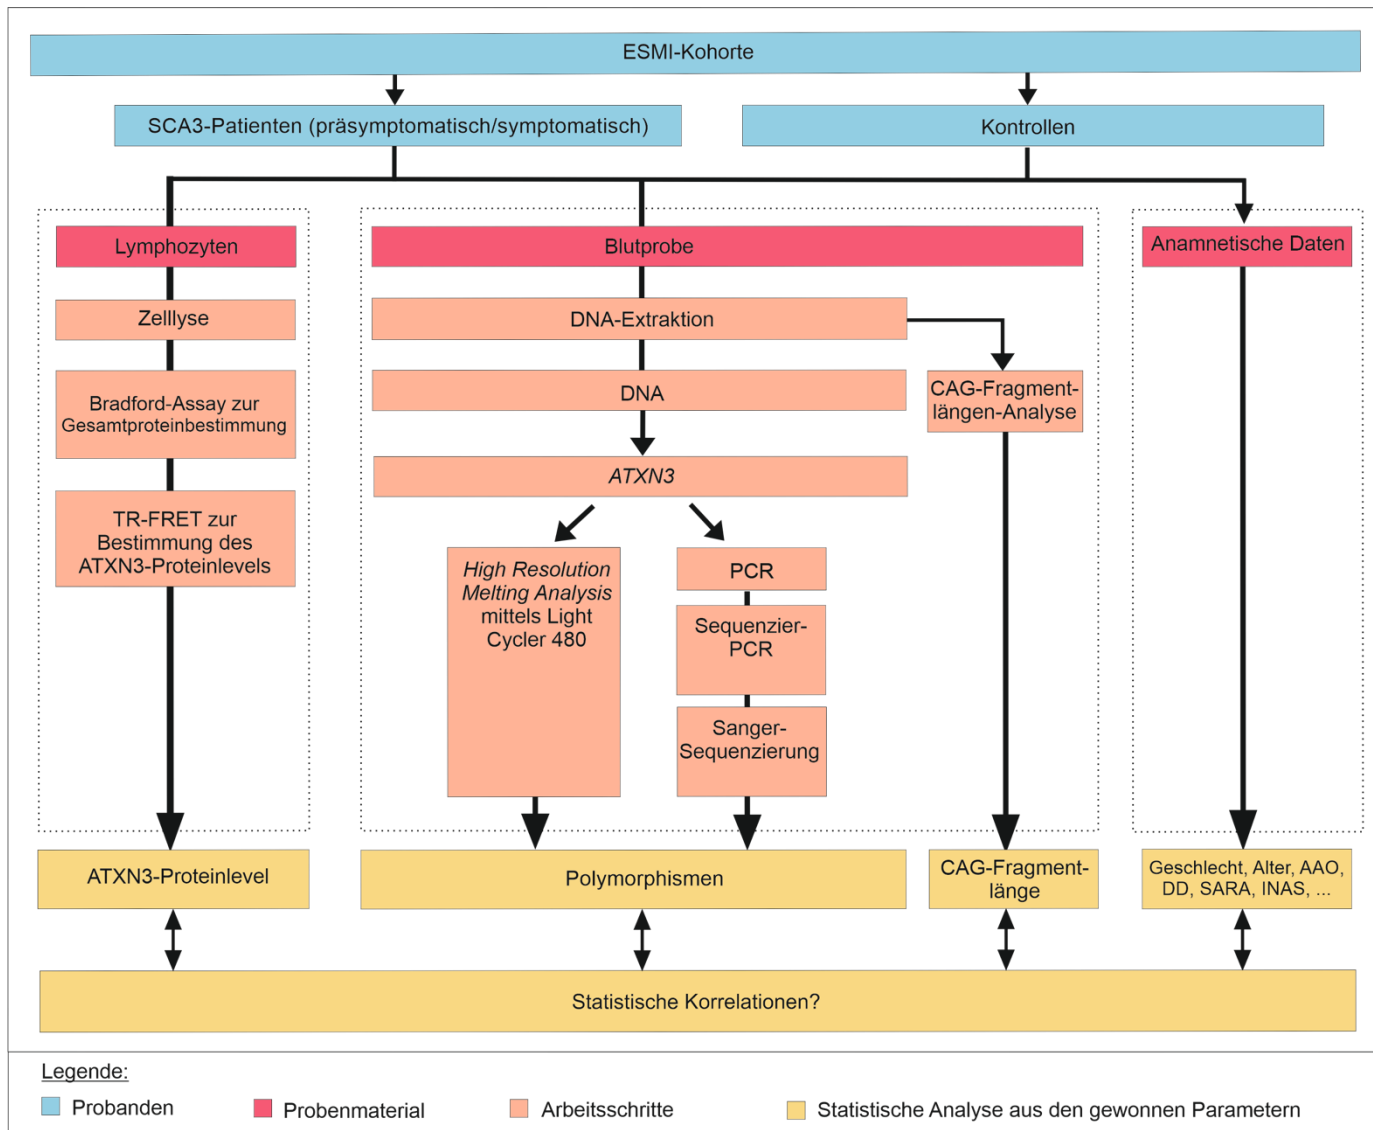 ESMI-Kohorte
SCA3-Patienten (präsymptomatisch/symptomatisch)
Kontrollen
Lymphozyten
Zelllyse
Bradford-Assay zur
Gesamtproteinbestimmung
TR-FRET zur
Bestimmung des
ATXN3-Proteinlevels
Blutprobe
DNA-Extraktion
DNA
ATXN3
High Resolution
Melting Analysis
mittels Light
Cycler 480
PCR
Sequenzier-
PCR
Sanger-
Sequenzierung
CAG-Fragment-
längen-Analyse
Anamnetische Daten
ATXN3-Proteinlevel
Polymorphismen
CAG-Fragment-
länge
Geschlecht, Alter, AAO,
DD, SARA, INAS, ...
Statistische Korrelationen?
Legende:
Probanden
Probenmaterial
Arbeitsschritte
Statistische Analyse aus den gewonnen Parametern